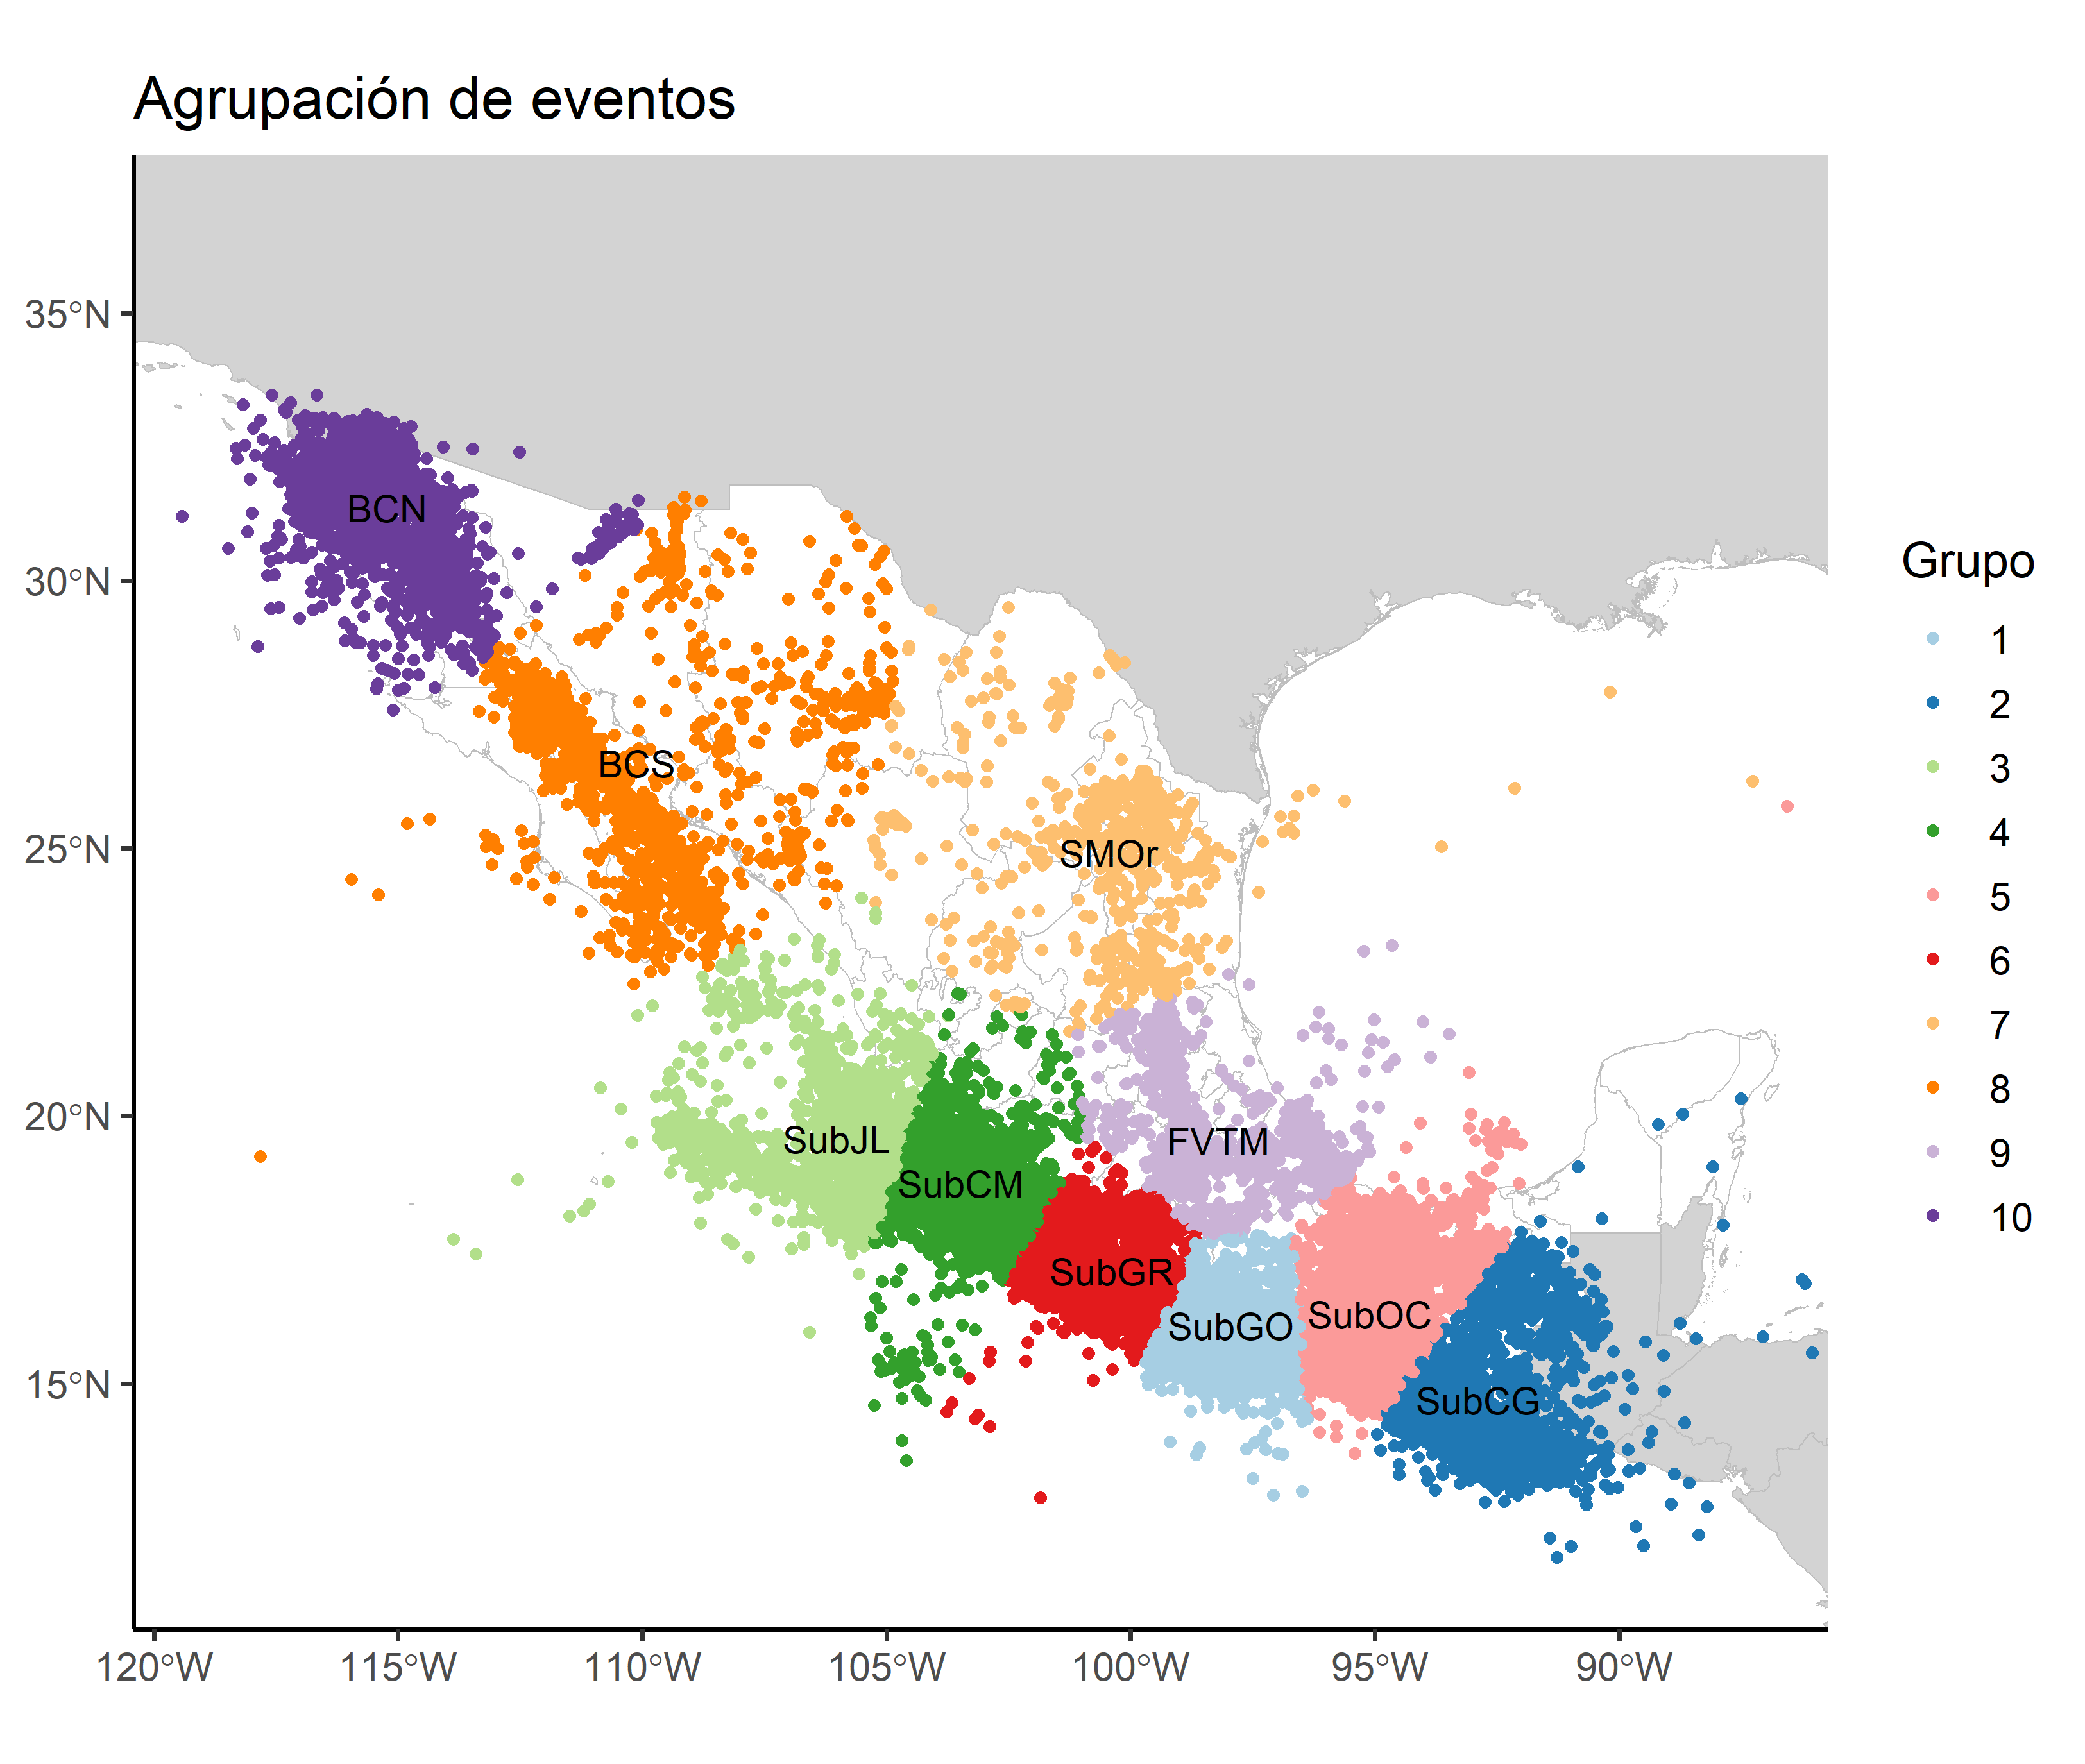 Agrupación de eventos
35°N
30°N
25°N
20°N
15°N
120°W
115°W
110°W
105°W
100°W
95°W
90°W
BCN
BCS
SMOr
SubJL
FVTM
SubCM
SubGR
SubGO
SubOC
SubCG
Grupo
1
2
3
4
5
6
7
8
9
10